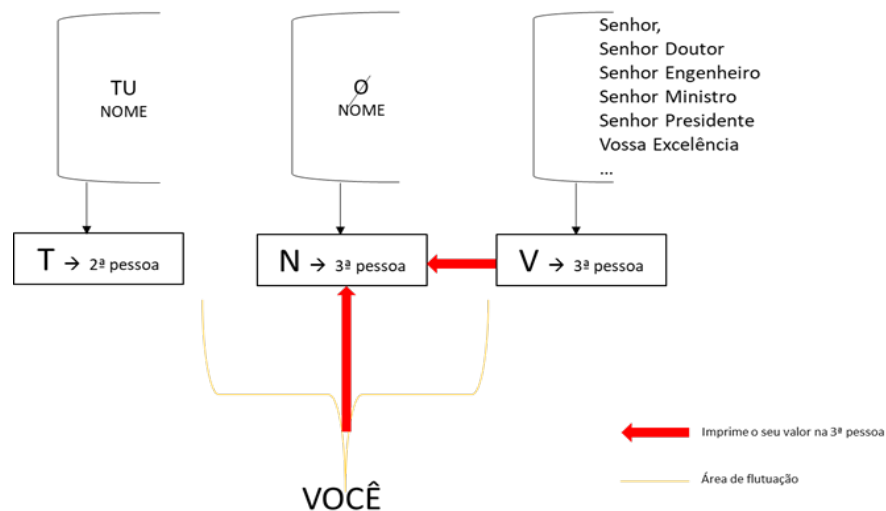 TU
NOME
Ø
NOME
Senhor,
Senhor Doutor
Senhor Engenheiro
Senhor Ministro
Senhor Presidente
Vossa Excelência
...
T → 2ª pessoa
N → 3ª pessoa
V → 3ª pessoa
Imprime o seu valor na 3ª pessoa
Área de flutuação
VOCÊ